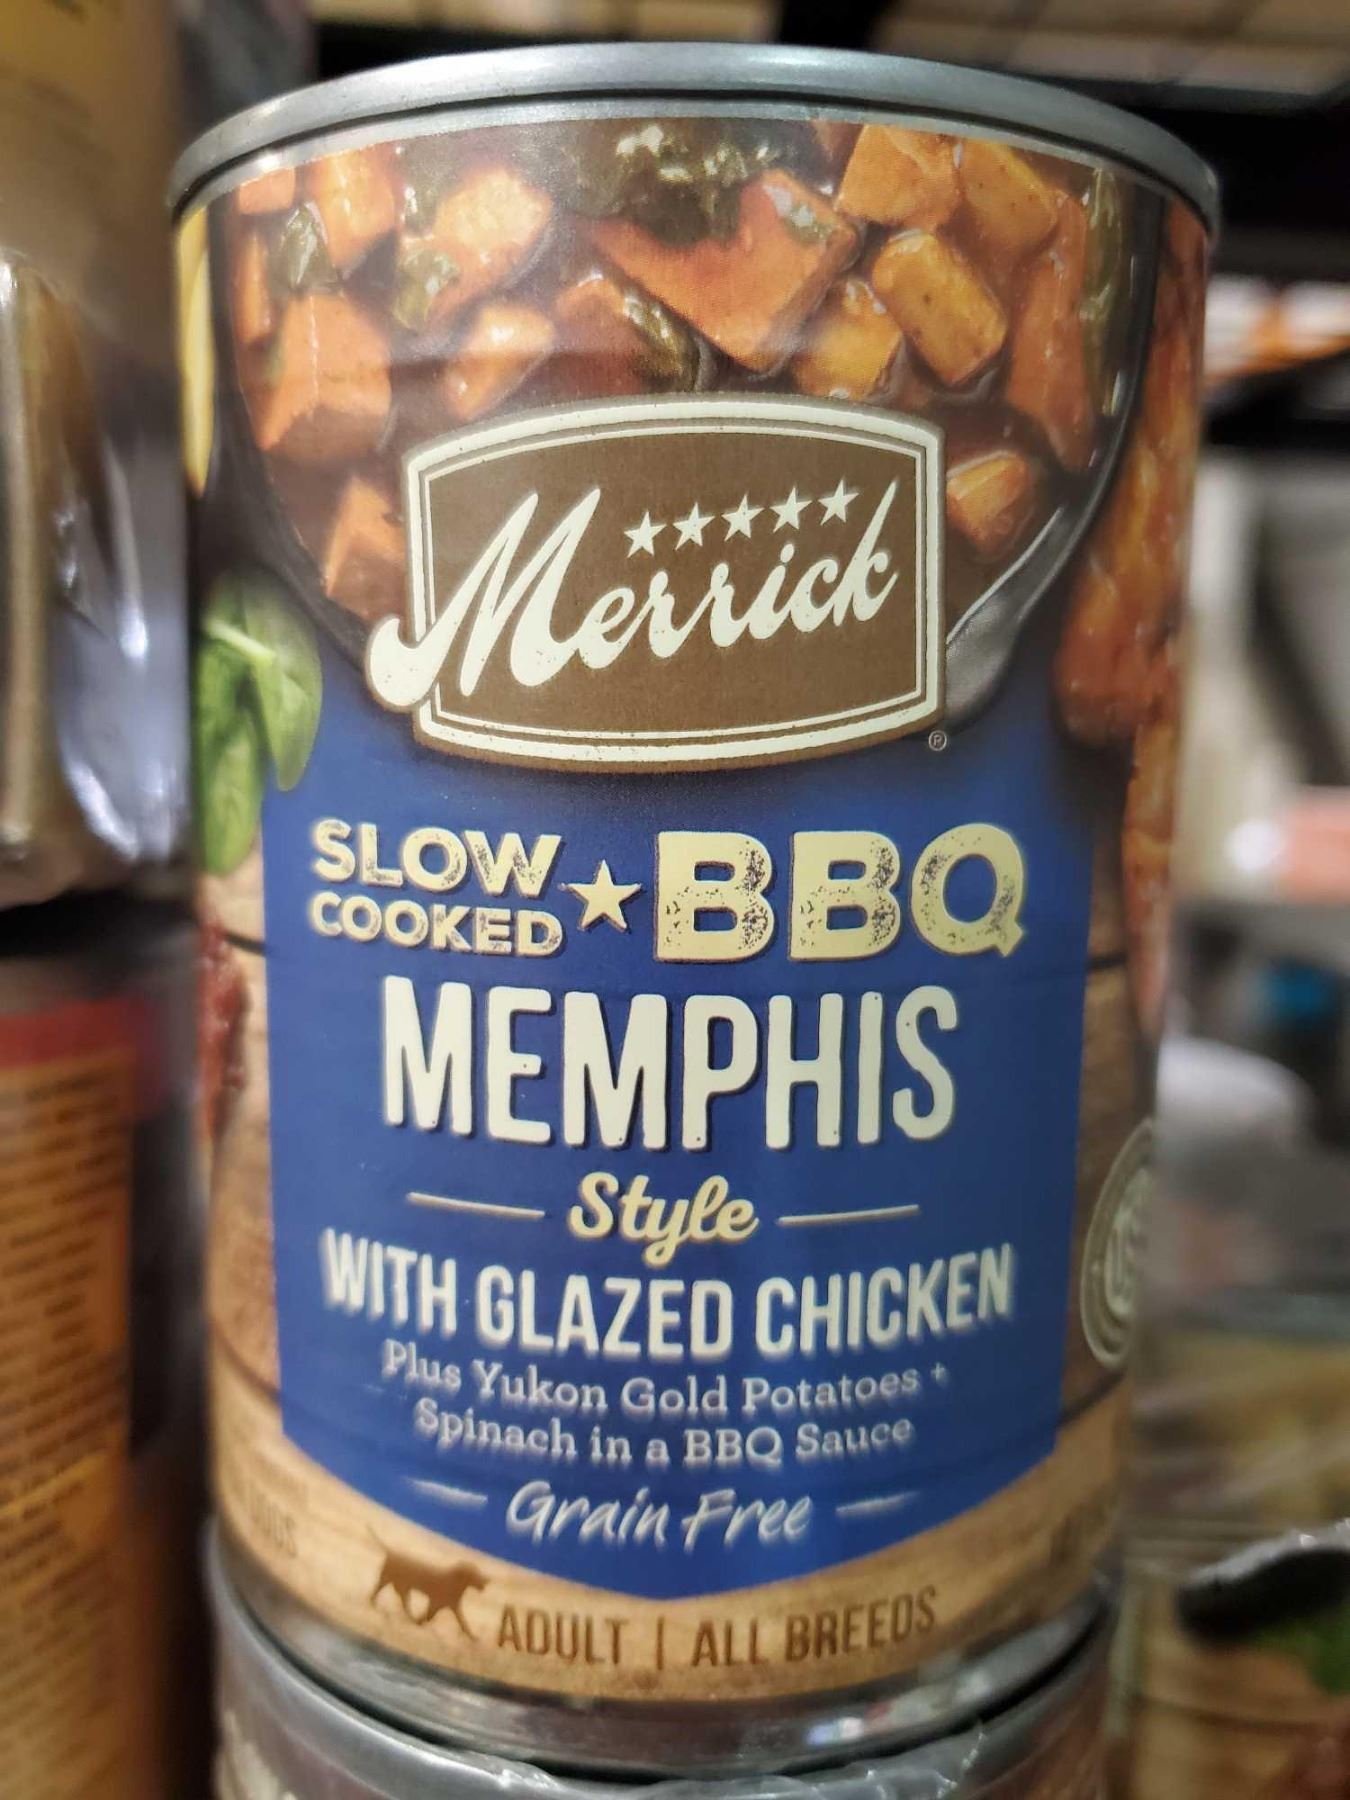 Merrick
®
SLOW COOKED ★ BBQ
MEMPHIS
Style
WITH GLAZED CHICKEN
Plus Yukon Gold Potatoes +
Spinach in a BBQ Sauce
Grain Free
ADULT | ALL BREEDS